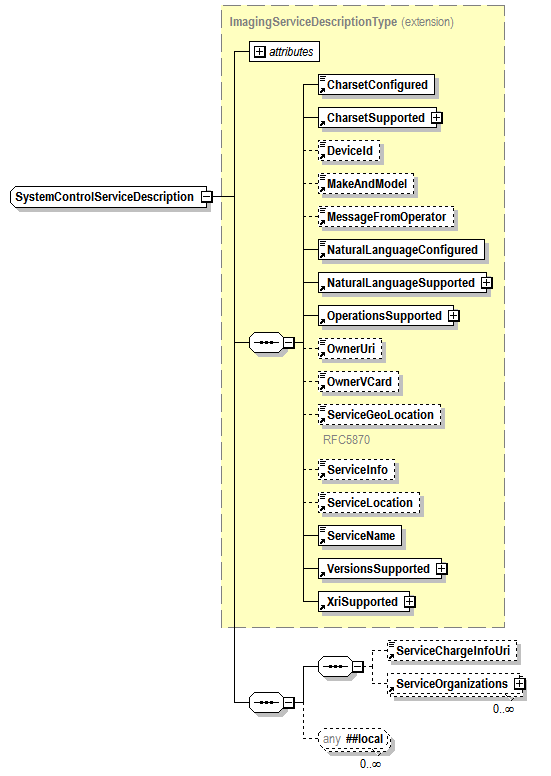 ImagingServiceDescriptionType (extension)
attributes
CharsetConfigured
CharsetSupported
DeviceId
MakeAndModel
SystemControlServiceDescription
MessageFromOperator
NaturalLanguageConfigured
NaturalLanguageSupported
OperationsSupported
OwnerUri
OwnerVCard
ServiceGeoLocation
RFC5870
ServiceInfo
ServiceLocation
ServiceName
VersionsSupported
XriSupported
ServiceChargeInfoUri
ServiceOrganizations
0..∞
any ##local
0..∞